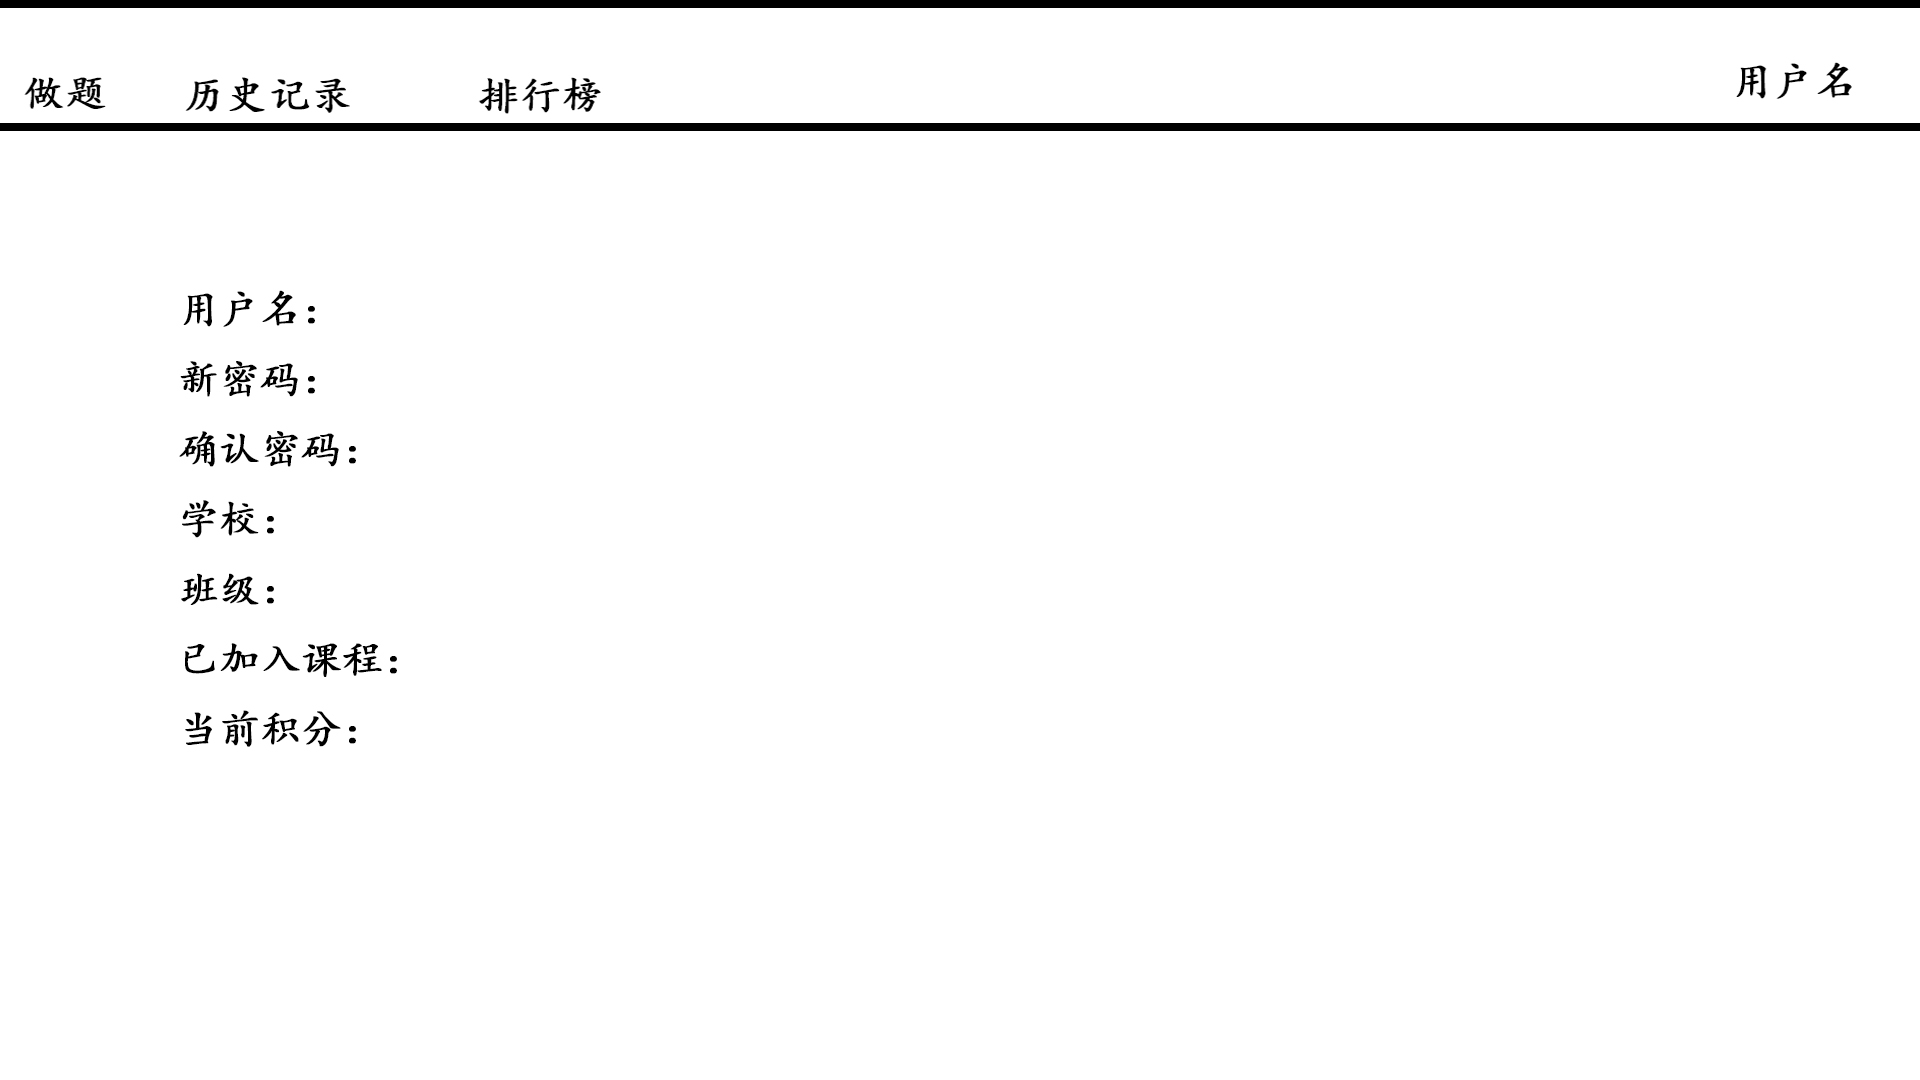 做题 历史记录 排行榜 用户名
用户名：
新密码：
确认密码：
学校：
班级：
已加入课程：
当前积分：